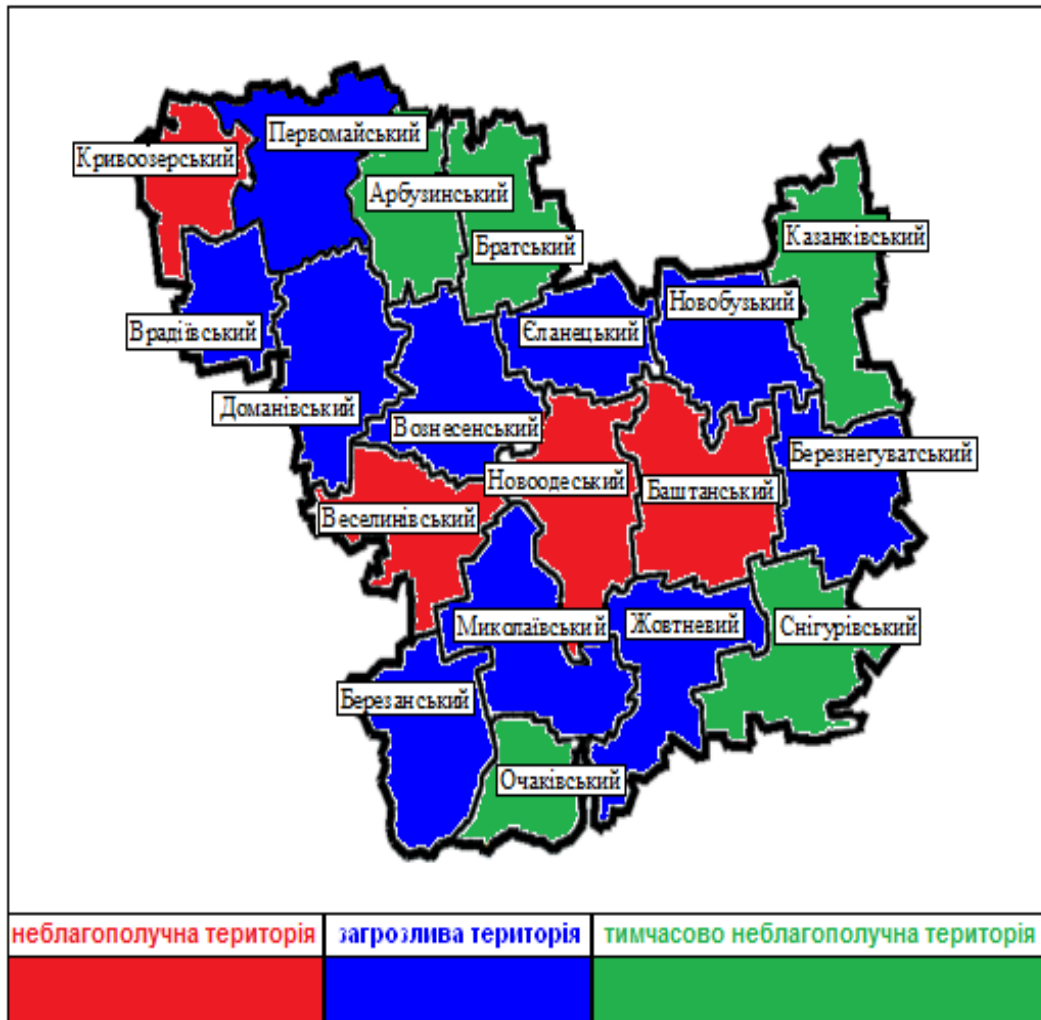 Первомайський
Кривоозерський
Арбузинський
Братський
Казанківський
Новобузький
Врадіївський
Єланецький
Доманівський
Вознесенський
Березнегуватський
Новоодеський
Баштанський
Веселинівський
Миколаївський
Жовтневий
Снігурівський
Березанський
Очаківський
неблагополучна територія
загрозлива територія
тимчасово неблагополучна територія